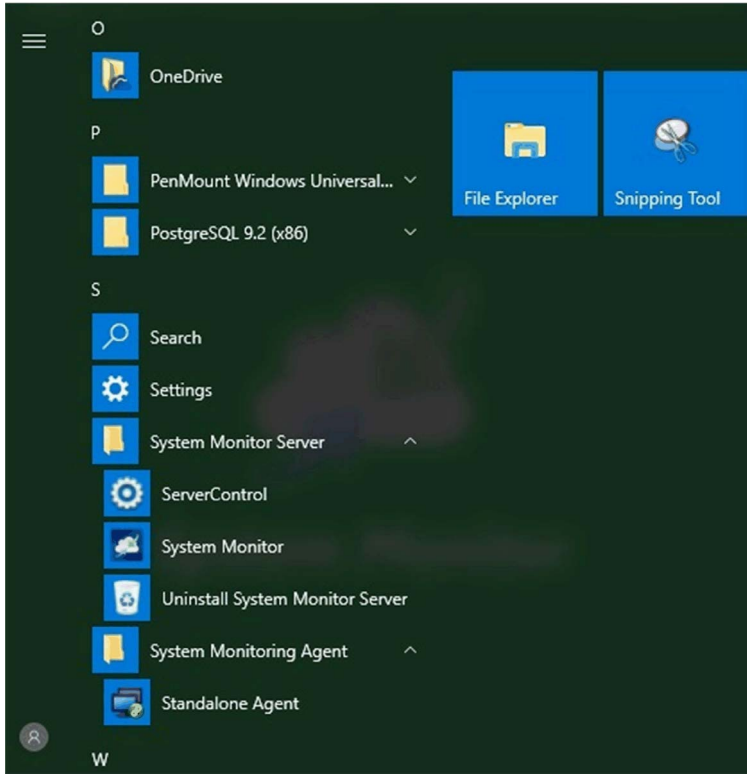 O
OneDrive
P
PenMount Windows Universal...
PostgreSQL 9.2 (x86)
S
Search
Settings
System Monitor Server
ServerControl
System Monitor
Uninstall System Monitor Server
System Monitoring Agent
Standalone Agent
W
File Explorer
Snipping Tool